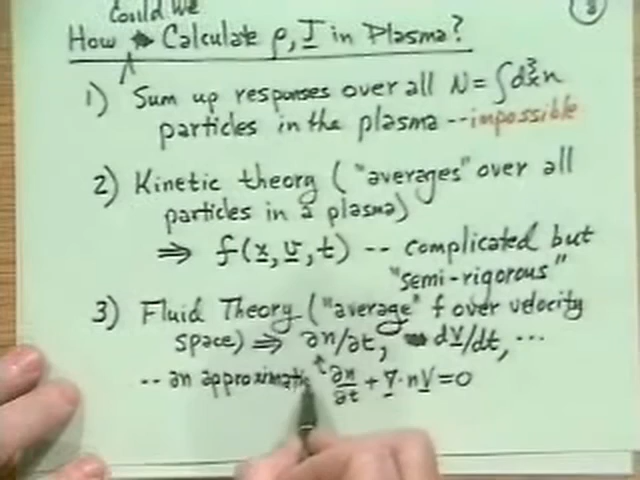 Could We
How Calculate ρ, J in Plasma?
1) Sum up responses over all N = ∫d³x n
particles in the plasma -- impossible
2) Kinetic theory ("averages" over all
particles in a plasma)
⇒ f(x, v, t) -- complicated but
"semi-rigorous"
3) Fluid Theory ("average" f over velocity
space) ⇒ ∂n/∂t, dV/dt, ...
-- an approximati
∂n/∂t + ∇·nV = 0